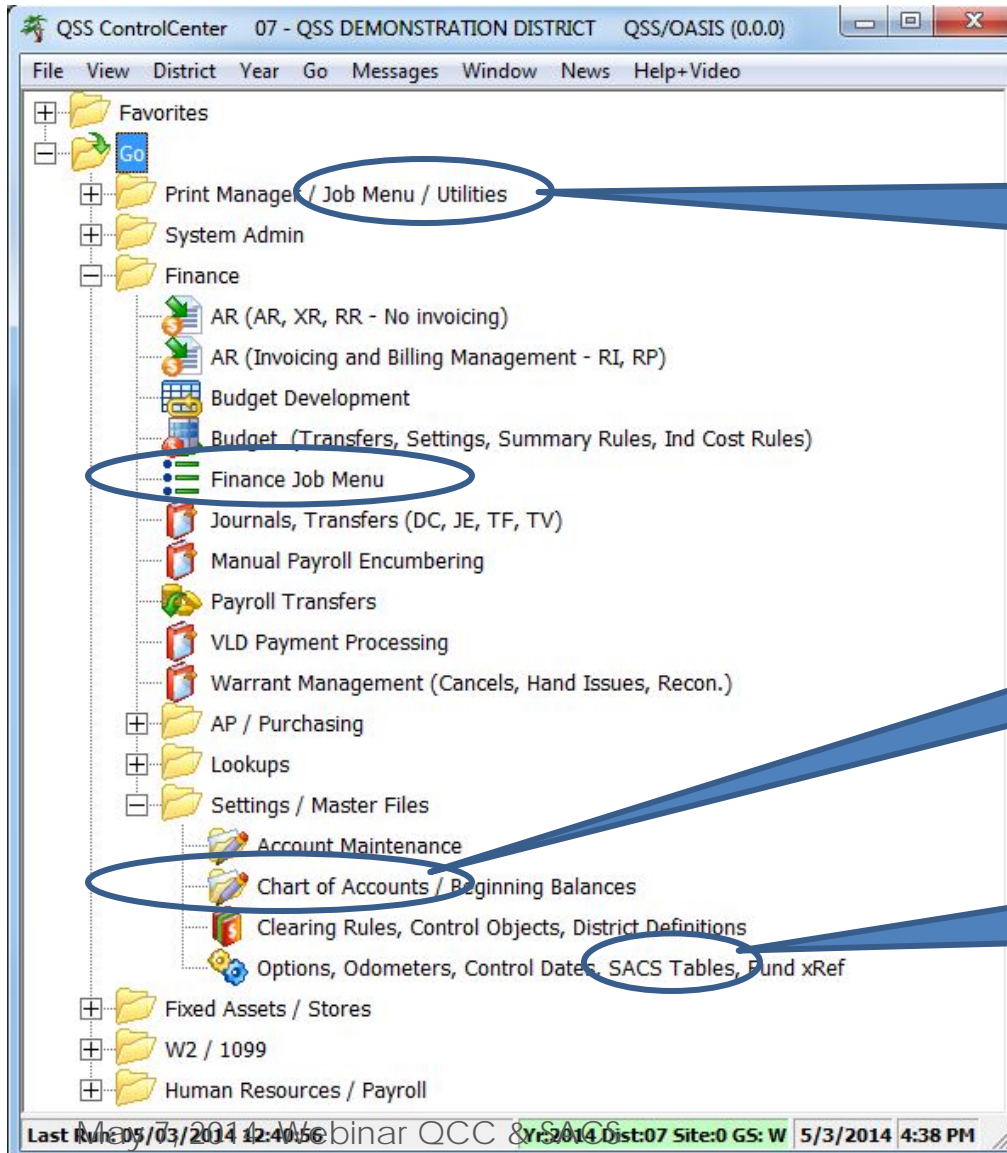 QSS ControlCenter 07 - QSS DEMONSTRATION DISTRICT QSS/OASIS (0.0.0)
File View District Year Go Messages Window News Help+Video
Favorites
Go
Print Manager / Job Menu / Utilities
System Admin
Finance
AR (AR, XR, RR - No invoicing)
AR (Invoicing and Billing Management - RI, RP)
Budget Development
Budget (Transfers, Settings, Summary Rules, Ind Cost Rules)
Finance Job Menu
Journals, Transfers (DC, JE, TF, TV)
Manual Payroll Encumbering
Payroll Transfers
VLD Payment Processing
Warrant Management (Cancels, Hand Issues, Recon.)
AP / Purchasing
Lookups
Settings / Master Files
Account Maintenance
Chart of Accounts / Beginning Balances
Clearing Rules, Control Objects, District Definitions
Options, Odometers, Control Dates, SACS Tables, Fund xRef
Fixed Assets / Stores
W2 / 1099
Human Resources / Payroll
Last Run: 05/03/2014 12:40:56 Yr:2014 Dist:07 Site:0 GS: W 5/3/2014 4:38 PM
May 7, 2014 Webinar QCC & SACS